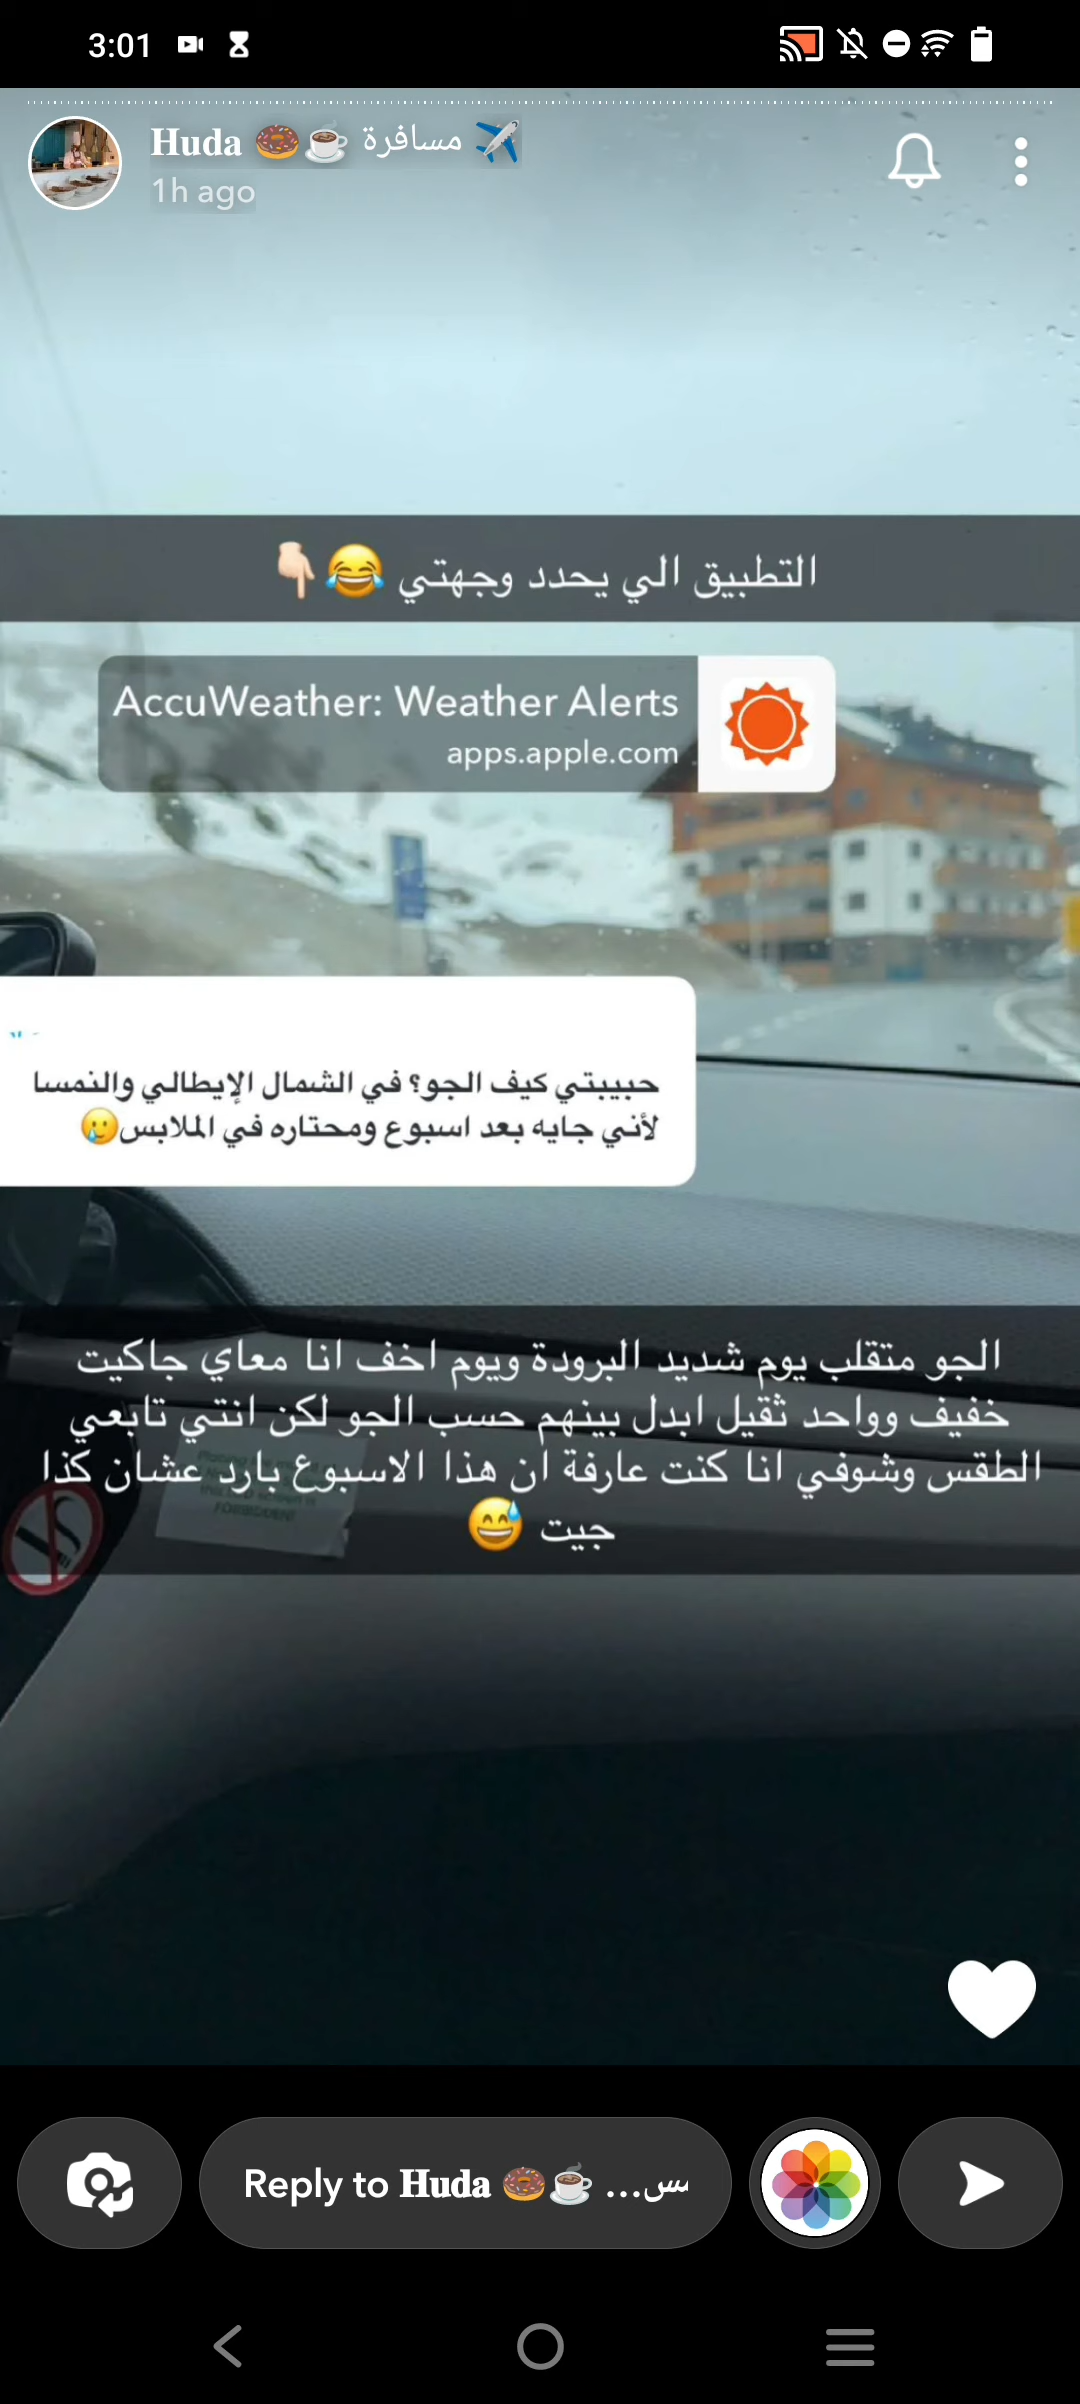 3:01
Huda 🍩☕ مسافرة ✈️
1h ago
التطبيق الي يحدد وجهتي 😂👇🏻
AccuWeather: Weather Alerts
apps.apple.com
حبيبتي كيف الجو؟ في الشمال الإيطالي والنمسا
لأني جايه بعد اسبوع ومحتاره في الملابس🥲
الجو متقلب يوم شديد البرودة ويوم اخف انا معاي جاكيت
خفيف وواحد ثقيل ابدل بينهم حسب الجو لكن انتي تابعي
الطقس وشوفي انا كنت عارفة ان هذا الاسبوع بارد عشان كذا
جيت 😅
FORBIDDEN!
Reply to Huda 🍩☕ مس...